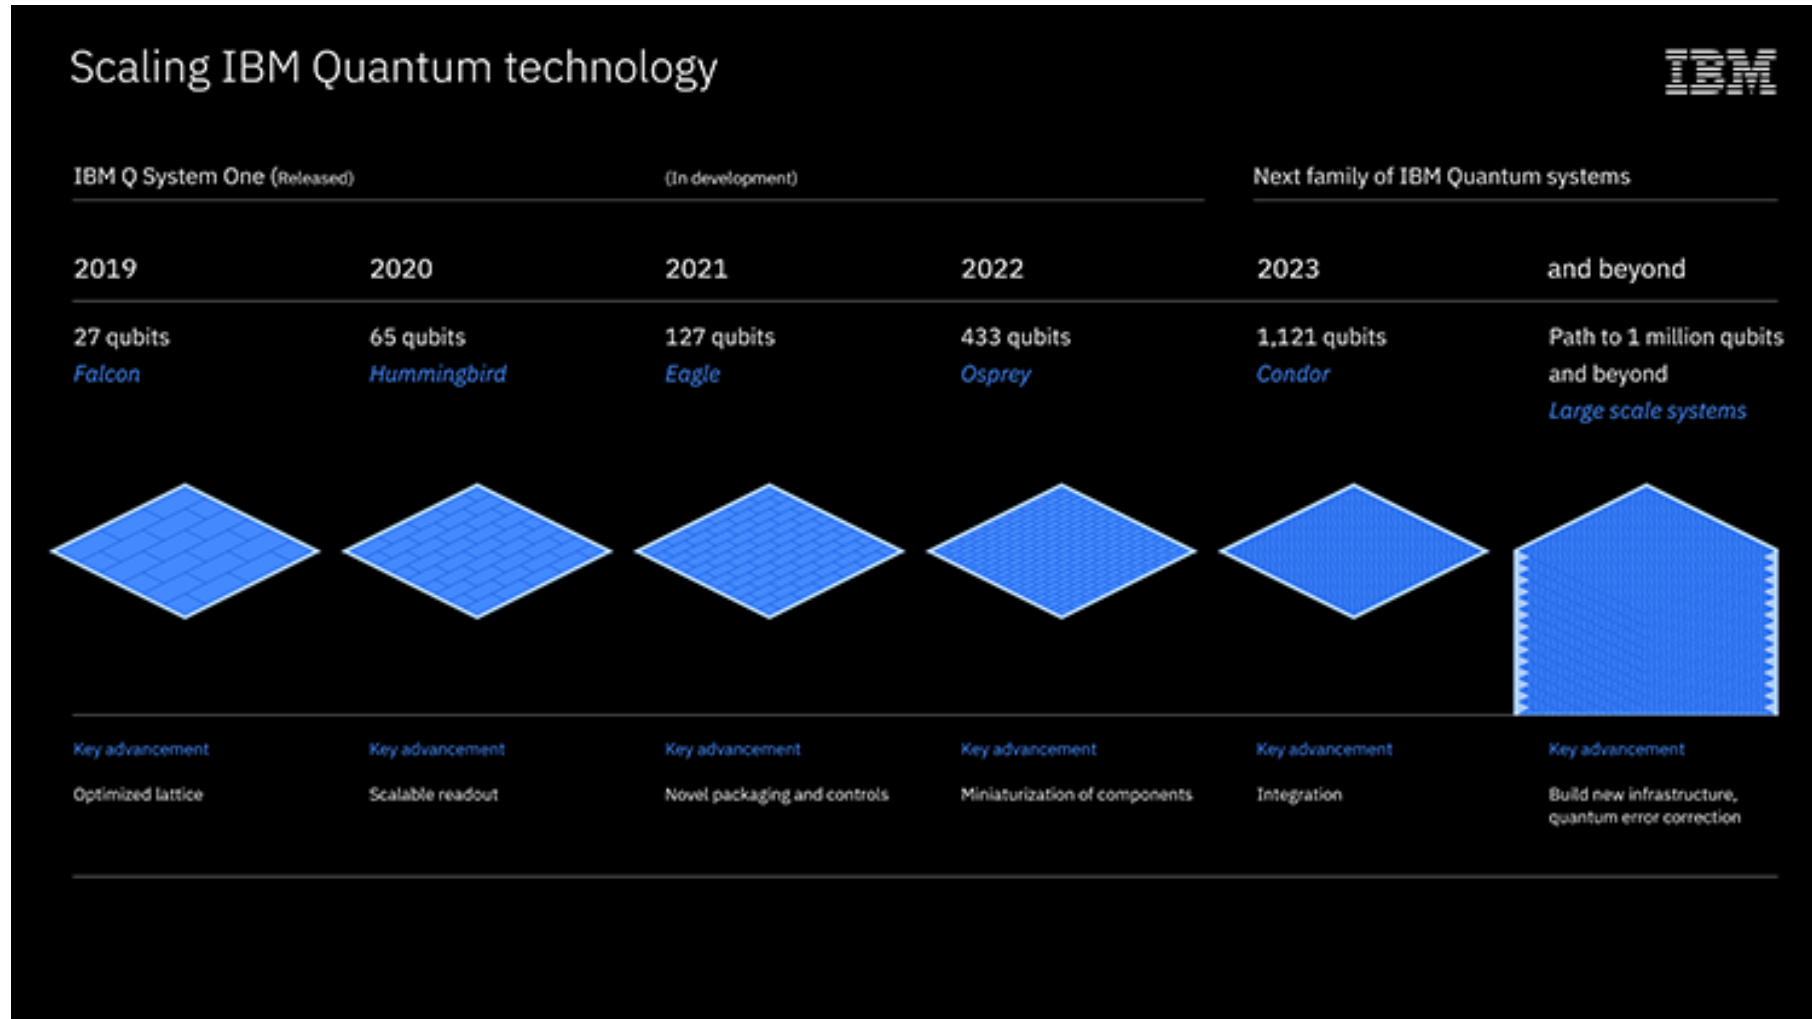 Scaling IBM Quantum technology
IBM
IBM Q System One (Released)
(In development)
Next family of IBM Quantum systems
2019
2020
2021
2022
2023
and beyond
27 qubits
Falcon
65 qubits
Hummingbird
127 qubits
Eagle
433 qubits
Osprey
1,121 qubits
Condor
Path to 1 million qubits
and beyond
Large scale systems
Key advancement
Optimized lattice
Key advancement
Scalable readout
Key advancement
Novel packaging and controls
Key advancement
Miniaturization of components
Key advancement
Integration
Key advancement
Build new infrastructure,
quantum error correction